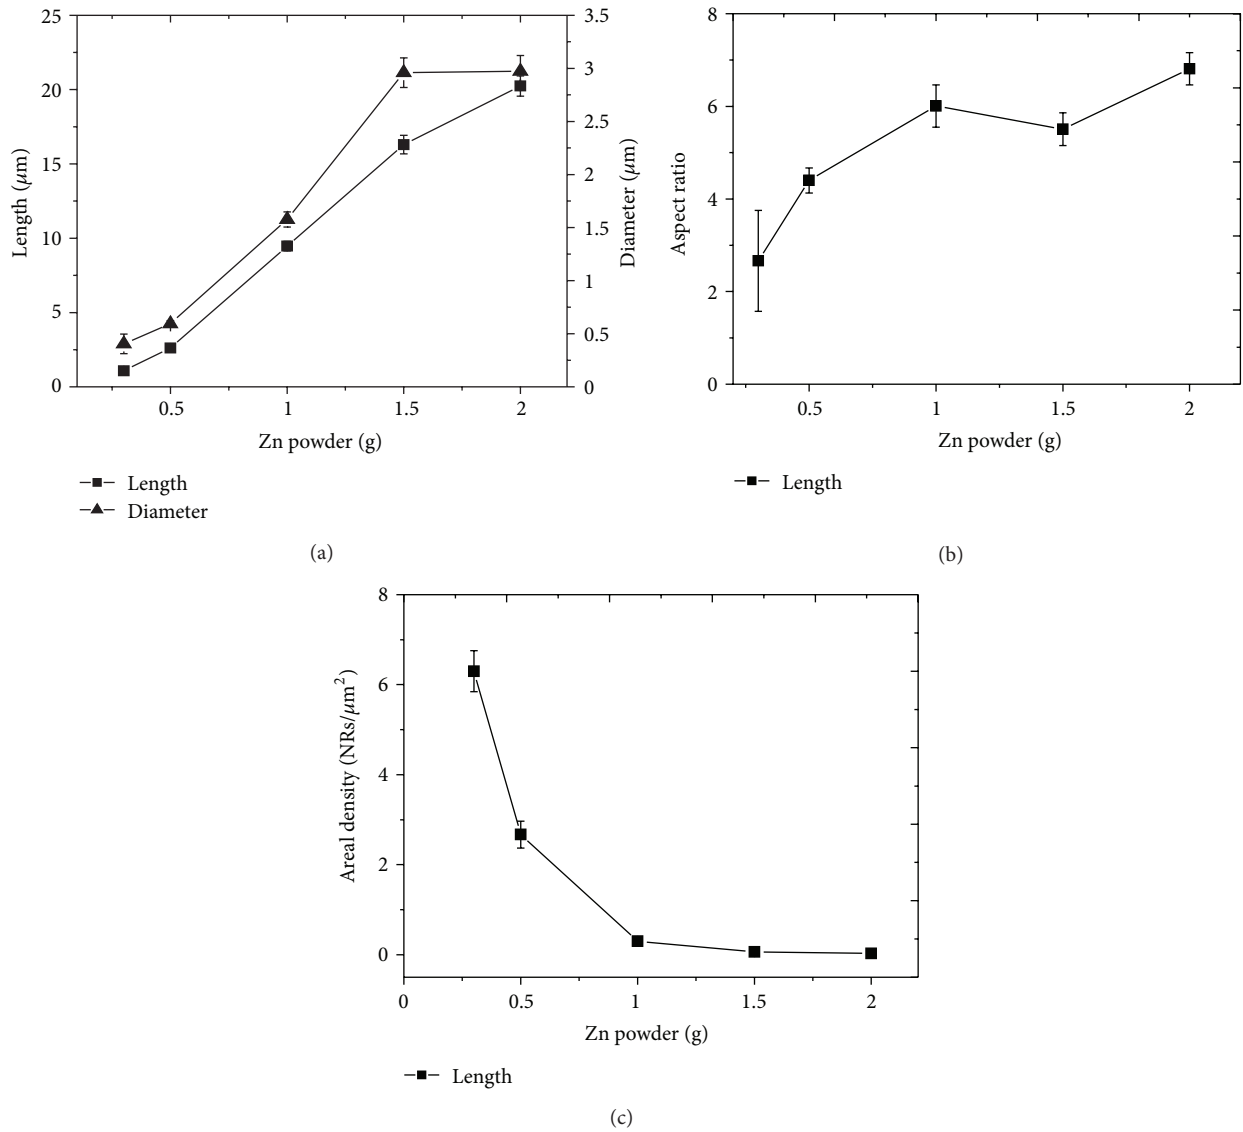 25
20
15
10
5
0
Length (μm)
3.5
3
2.5
2
1.5
1
0.5
0
Diameter (μm)
0.5 1 1.5 2
Zn powder (g)
Length
Diameter
(a)
8
6
4
2
0
Aspect ratio
0.5 1 1.5 2
Zn powder (g)
Length
(b)
8
6
4
2
0
Areal density (NRs/μm²)
0 0.5 1 1.5 2
Zn powder (g)
Length
(c)